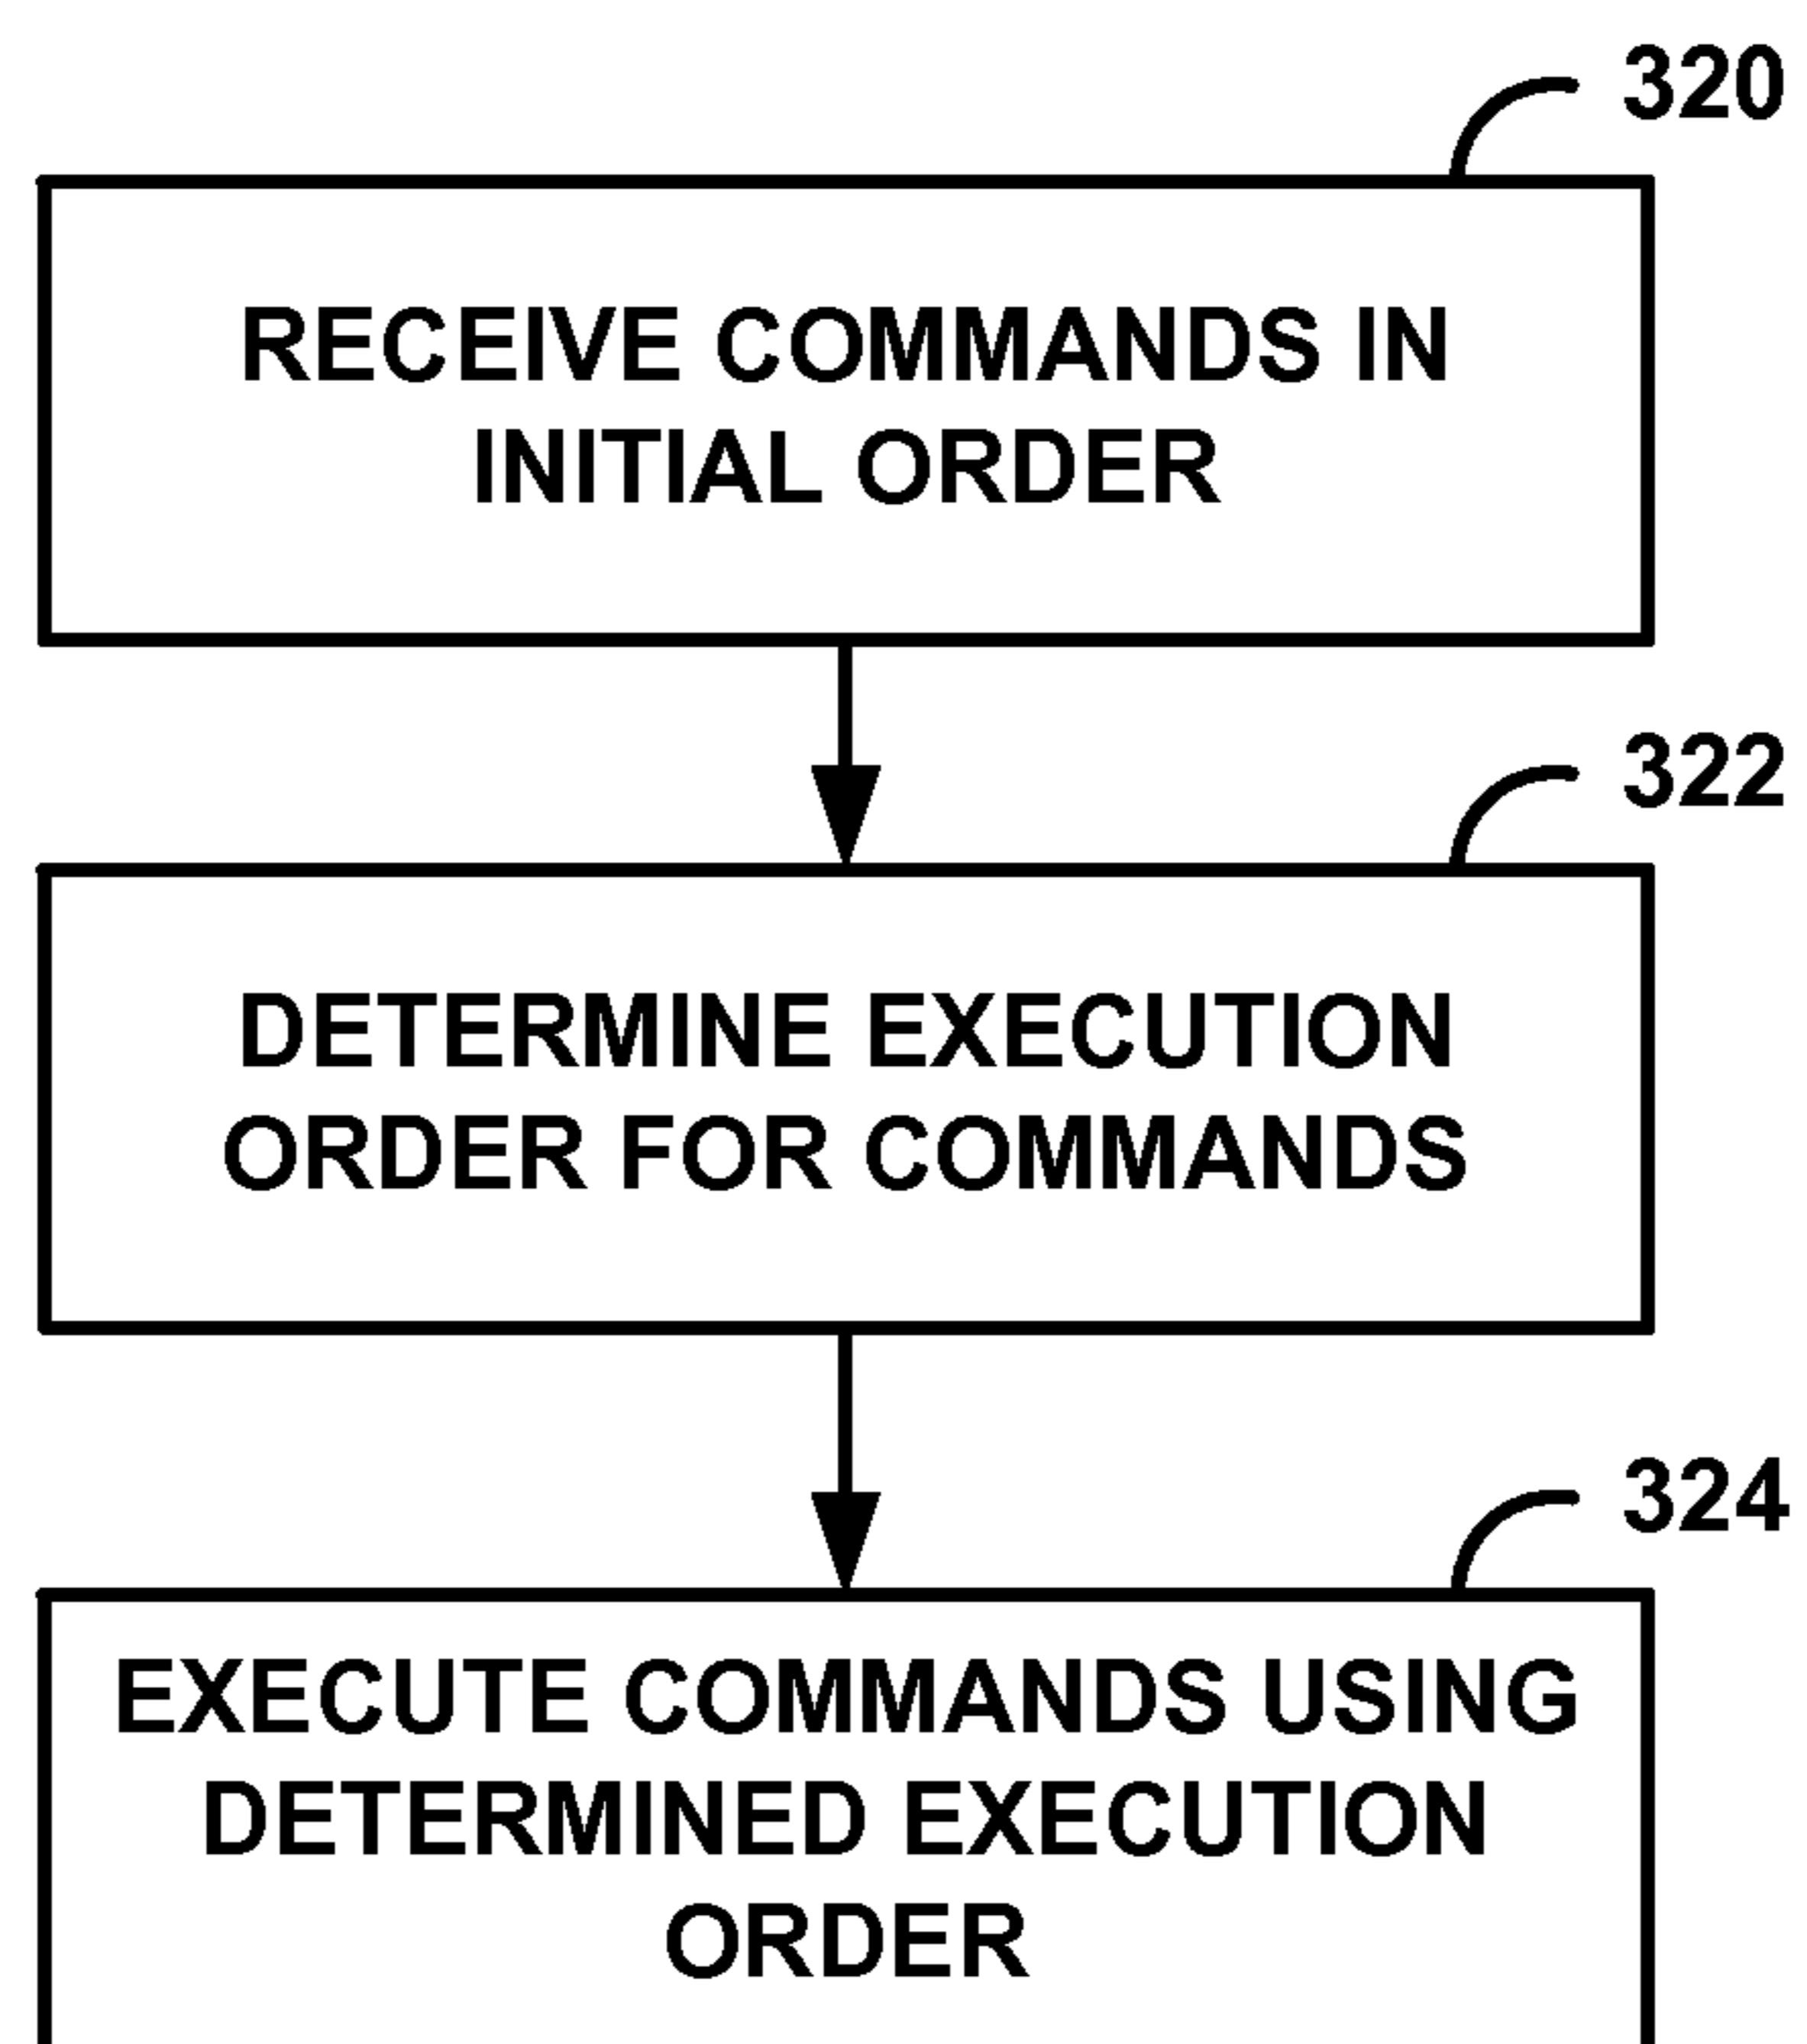 320
RECEIVE COMMANDS IN
INITIAL ORDER
322
DETERMINE EXECUTION
ORDER FOR COMMANDS
324
EXECUTE COMMANDS USING
DETERMINED EXECUTION
ORDER